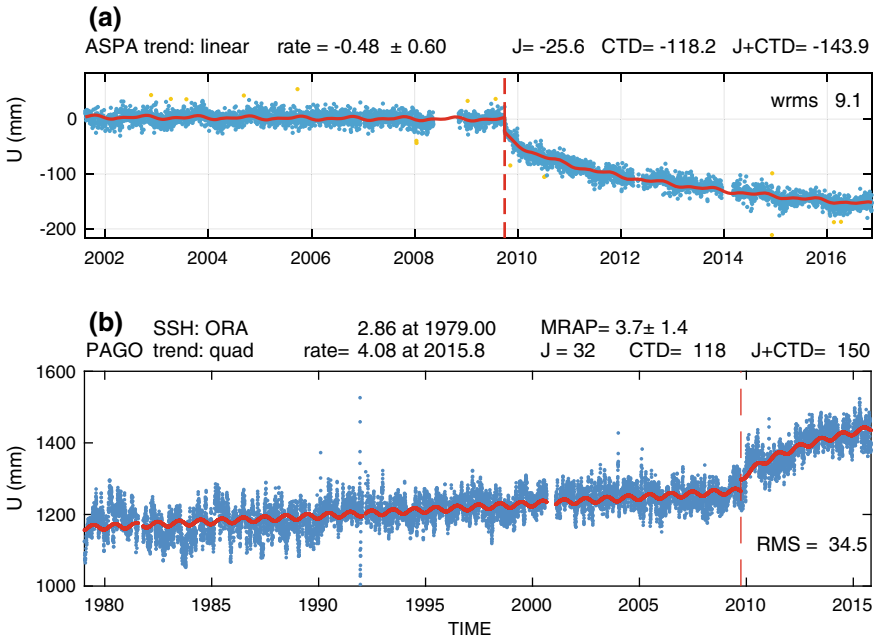 (a)
ASPA trend: linear rate = -0.48 ± 0.60 J= -25.6 CTD= -118.2 J+CTD= -143.9
wrms 9.1
U (mm)
0
-100
-200
2002 2004 2006 2008 2010 2012 2014 2016
(b)
SSH: ORA 2.86 at 1979.00 MRAP= 3.7± 1.4
PAGO trend: quad rate= 4.08 at 2015.8 J = 32 CTD= 118 J+CTD= 150
1600
1400
U (mm)
1200
RMS = 34.5
1000
1980 1985 1990 1995 2000 2005 2010 2015
TIME